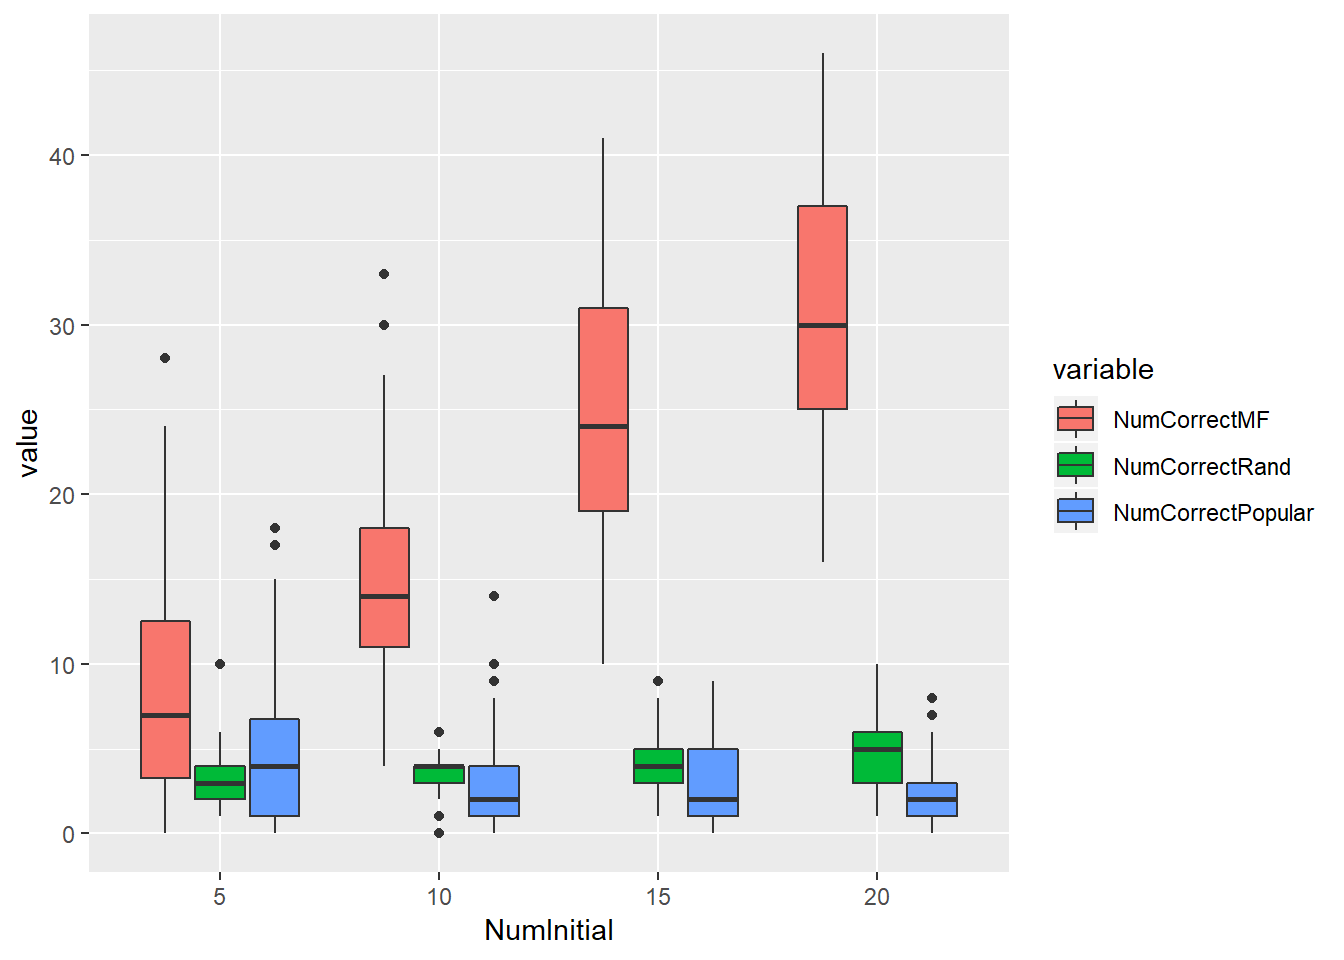 value
40
30
20
10
0
5 10 15 20
NumInitial
variable
NumCorrectMF
NumCorrectRand
NumCorrectPopular